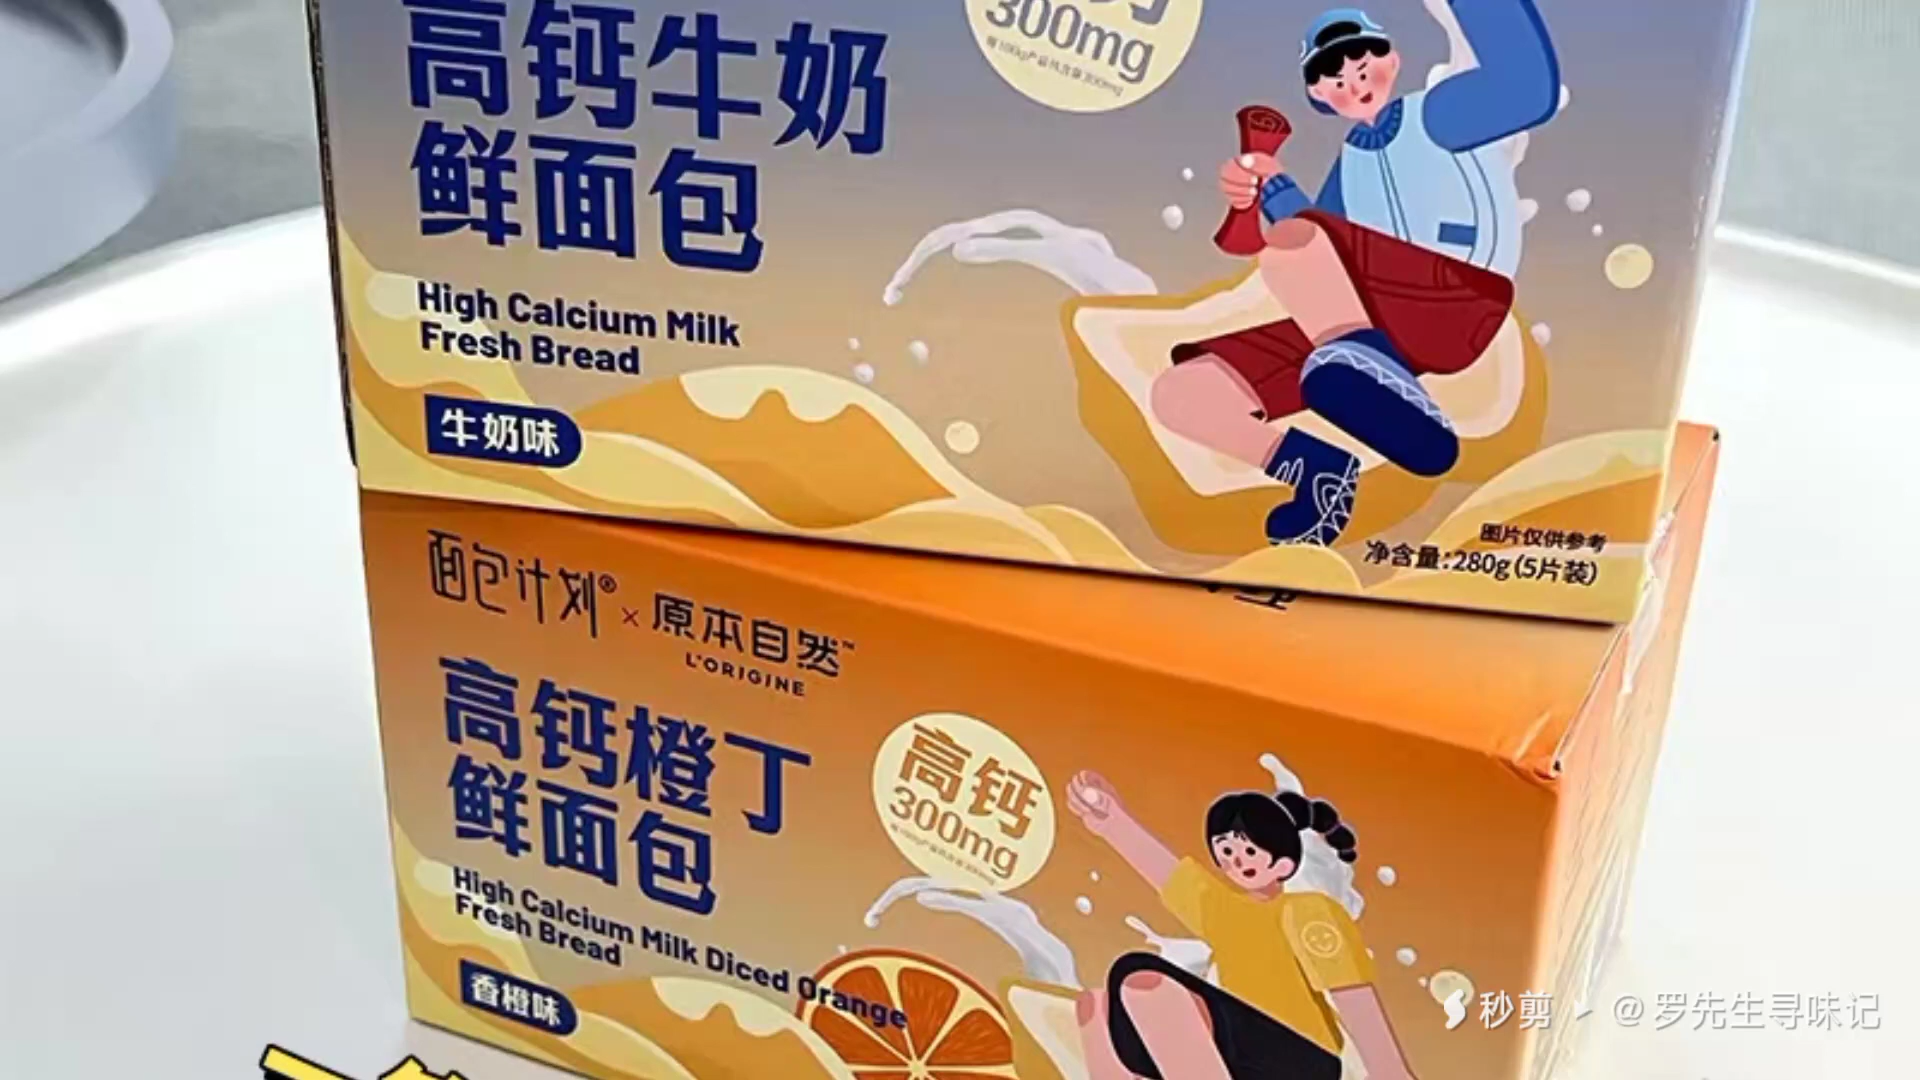 高钙牛奶
鲜面包
High Calcium Milk
Fresh Bread
牛奶味
300mg
图片仅供参考
净含量:280g(5片装)
面包计划® × 原本自然™
L'ORIGINE
高钙橙丁
鲜面包
High Calcium Milk Diced Orange
Fresh Bread
香橙味
高钙
300mg
秒剪 @罗先生寻味记